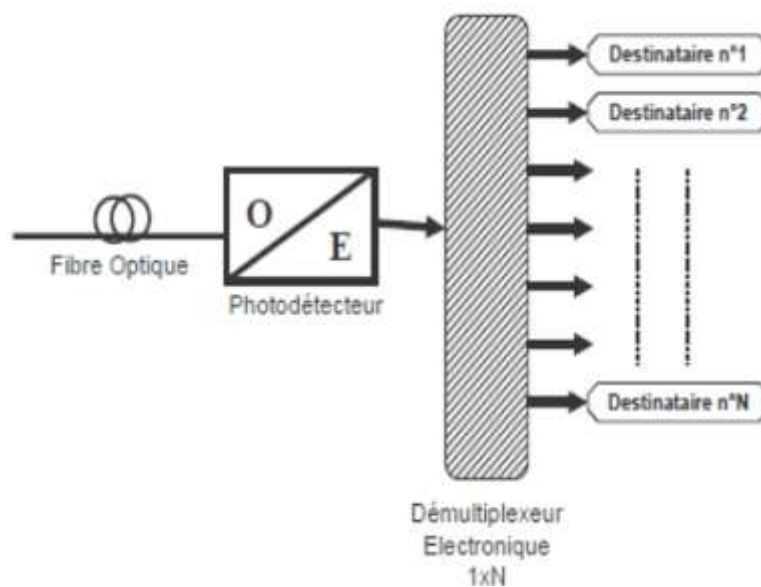 Destinataire n°1
Destinataire n°2
O
E
Fibre Optique
Photodétecteur
Destinataire n°N
Démultiplexeur
Electronique
1xN